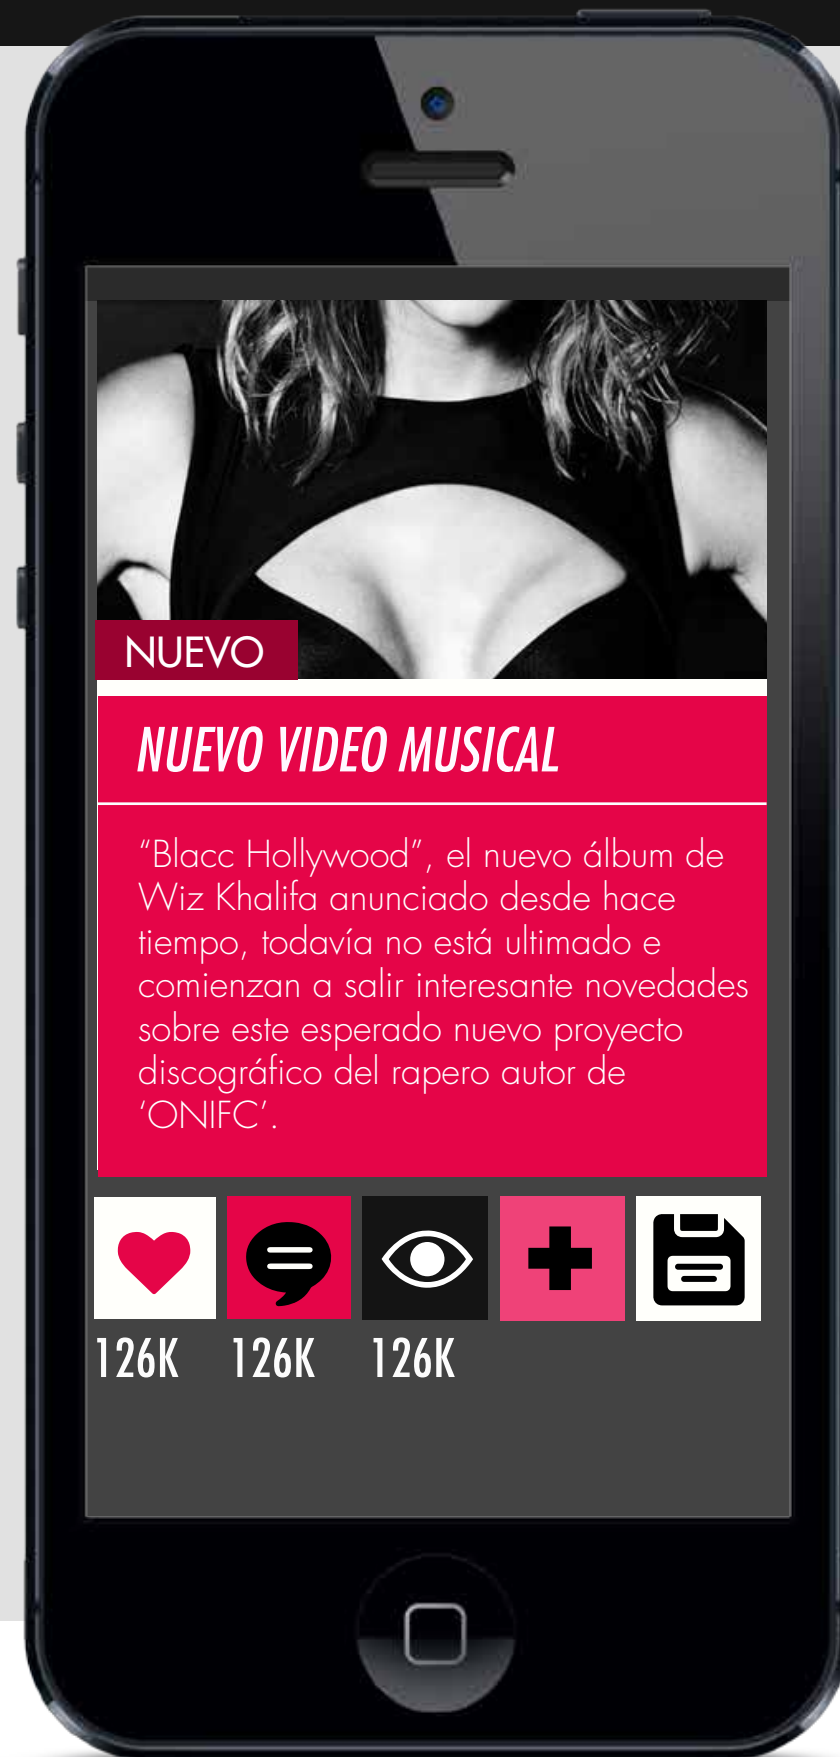 NUEVO
NUEVO VIDEO MUSICAL
“Blacc Hollywood”, el nuevo álbum de
Wiz Khalifa anunciado desde hace
tiempo, todavía no está ultimado e
comienzan a salir interesante novedades
sobre este esperado nuevo proyecto
discográfico del rapero autor de
‘ONIFC’.
126K 126K 126K